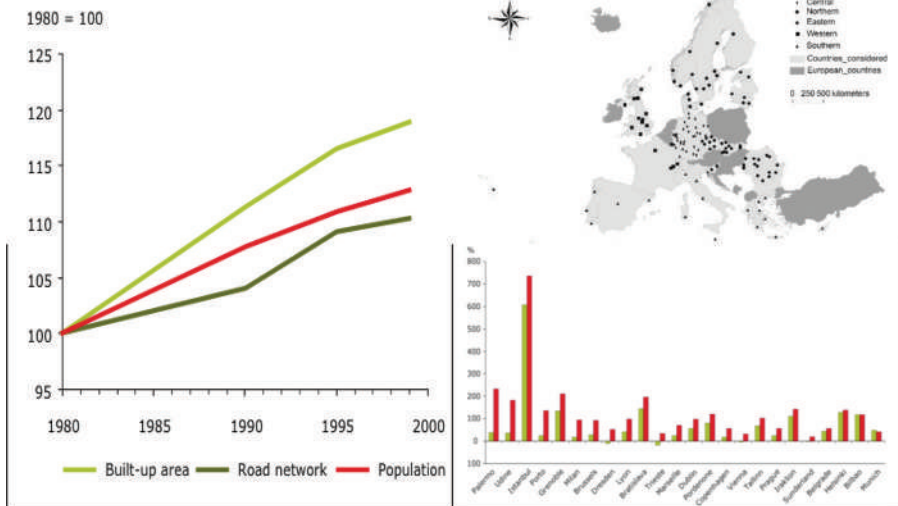 1980 = 100
125
120
115
110
105
100
95
1980
1985
1990
1995
2000
Built-up area
Road network
Population
Central
Northern
Eastern
Western
Southern
Countries_considered
European_countries
0 250 500 kilometers
%
800
700
600
500
400
300
200
100
0
100
Palermo
Udine
Istanbul
Porto
Grenoble
Milan
Brussels
Dresden
Lyon
Bratislava
Trieste
Marseille
Dublin
Pordenone
Copenhagen
Vienna
Tallinn
Prague
Iraklion
Sunderland
Belgrade
Helsinki
Bilbao
Munich